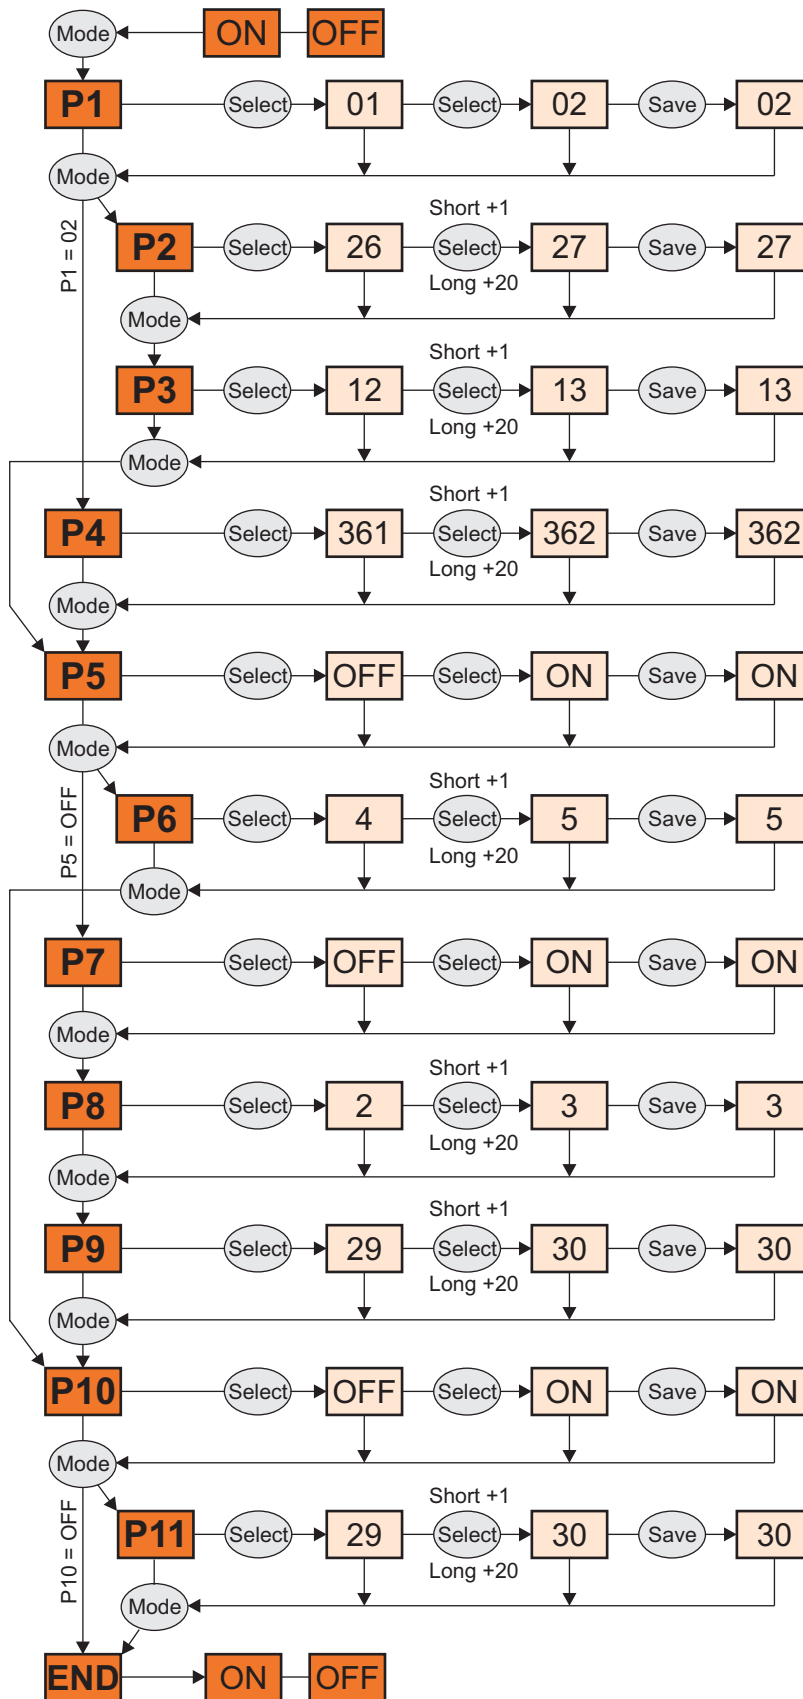 Mode ON OFF
P1 Select 01 Select 02 Save 02
Mode
P1 = 02
Short +1
P2 Select 26 Select 27 Save 27
Long +20
Mode
Short +1
P3 Select 12 Select 13 Save 13
Long +20
Mode
Short +1
P4 Select 361 Select 362 Save 362
Long +20
Mode
P5 Select OFF Select ON Save ON
Mode
P5 = OFF
Short +1
P6 Select 4 Select 5 Save 5
Long +20
Mode
P7 Select OFF Select ON Save ON
Mode
Short +1
P8 Select 2 Select 3 Save 3
Long +20
Mode
Short +1
P9 Select 29 Select 30 Save 30
Long +20
Mode
P10 Select OFF Select ON Save ON
Mode
P10 = OFF
Short +1
P11 Select 29 Select 30 Save 30
Long +20
Mode
END ON OFF